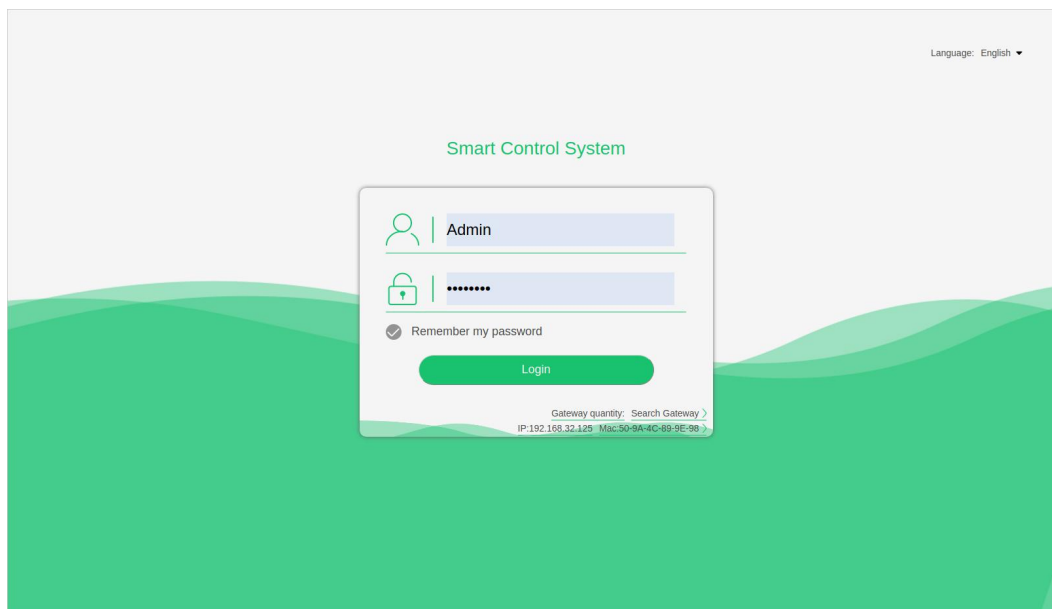 Language: English
Smart Control System
Admin
••••••••
Remember my password
Login
Gateway quantity: Search Gateway
IP:192.168.32.125 Mac:50-9A-4C-89-9E-98